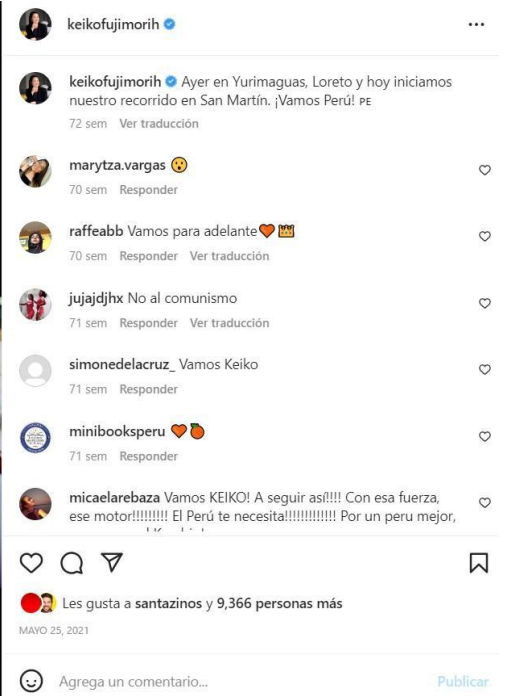 keikofujimorih
keikofujimorih Ayer en Yurimaguas, Loreto y hoy iniciamos
nuestro recorrido en San Martín. ¡Vamos Perú! PE
72 sem Ver traducción
marytza.vargas 😮
70 sem Responder
raffeabb Vamos para adelante🧡👑
70 sem Responder Ver traducción
jujajdjhx No al comunismo
71 sem Responder Ver traducción
simonedelacruz_ Vamos Keiko
71 sem Responder
minibooksperu 🧡🍊
71 sem Responder
micaelarebaza Vamos KEIKO! A seguir así!!!! Con esa fuerza,
ese motor!!!!!!!!! El Perú te necesita!!!!!!!!!!!!! Por un peru mejor,
Les gusta a santazinos y 9,366 personas más
MAYO 25, 2021
Agrega un comentario...
Publicar